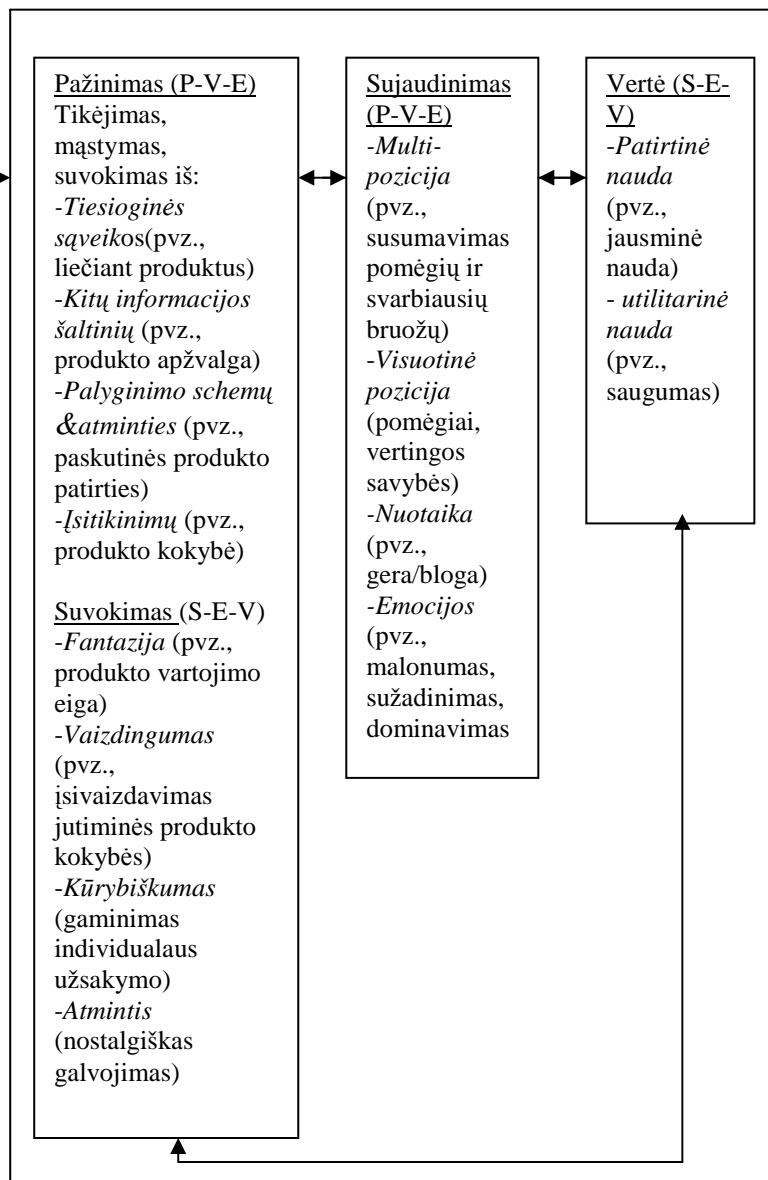 Pažinimas (P-V-E)
Tikėjimas,
mąstymas,
suvokimas iš:
-Tiesioginės
sąveikos(pvz.,
liečiant produktus)
-Kitų informacijos
šaltinių (pvz.,
produkto apžvalga)
-Palyginimo schemų
&atminties (pvz.,
paskutinės produkto
patirties)
-Įsitikinimų (pvz.,
produkto kokybė)
Suvokimas (S-E-V)
-Fantazija (pvz.,
produkto vartojimo
eiga)
-Vaizdingumas
(pvz.,
įsivaizdavimas
jutiminės produkto
kokybės)
-Kūrybiškumas
(gaminimas
individualaus
užsakymo)
-Atmintis
(nostalgiškas
galvojimas)
Sujaudinimas
(P-V-E)
-Multi-
pozicija
(pvz.,
susumavimas
pomėgių ir
svarbiausių
bruožų)
-Visuotinė
pozicija
(pomėgiai,
vertingos
savybės)
-Nuotaika
(pvz.,
gera/bloga)
-Emocijos
(pvz.,
malonumas,
sužadinimas,
dominavimas
Vertė (S-E-
V)
-Patirtinė
nauda
(pvz.,
jausminė
nauda)
- utilitarinė
nauda
(pvz.,
saugumas)